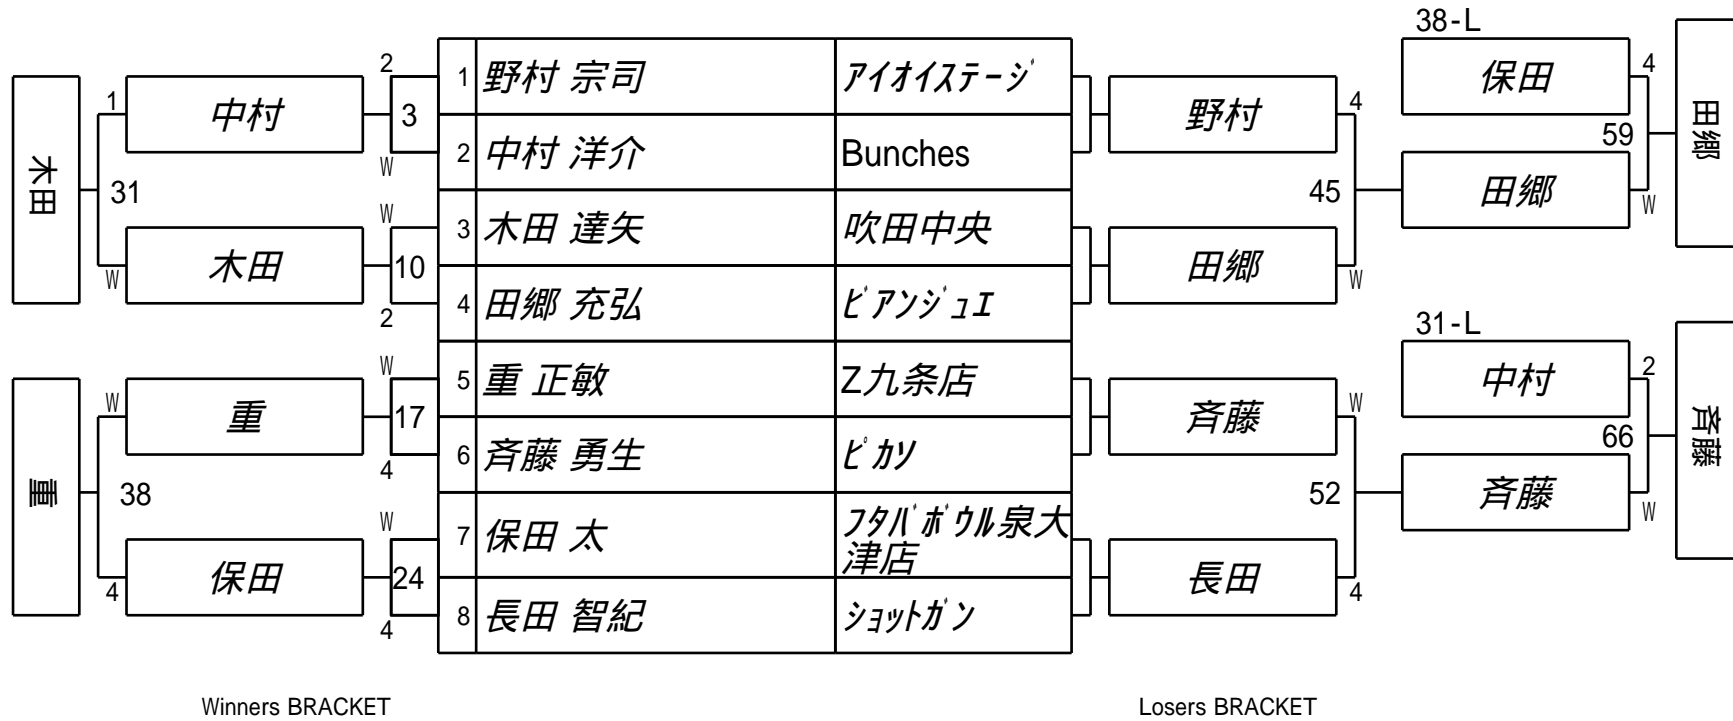 38-L
2 1 野村 宗司 アイオイステージ 保田 4
1 中村 3 野村 4
W 2 中村 洋介 Bunches 59 田郷
木田 31 W 3 木田 達矢 吹田中央 45 田郷 W
W 木田 10 田郷 W
2 4 田郷 充弘 ビアンジュエ
31-L
W 5 重 正敏 Z九条店 中村 2
W 重 17 斉藤 W
4 6 斉藤 勇生 ピカソ 66 斉藤
重 38 W 7 保田 太 フタバボウル泉大 52 斉藤 W
津店
4 保田 24 長田 4
4 8 長田 智紀 ショットガン
Winners BRACKET Losers BRACKET